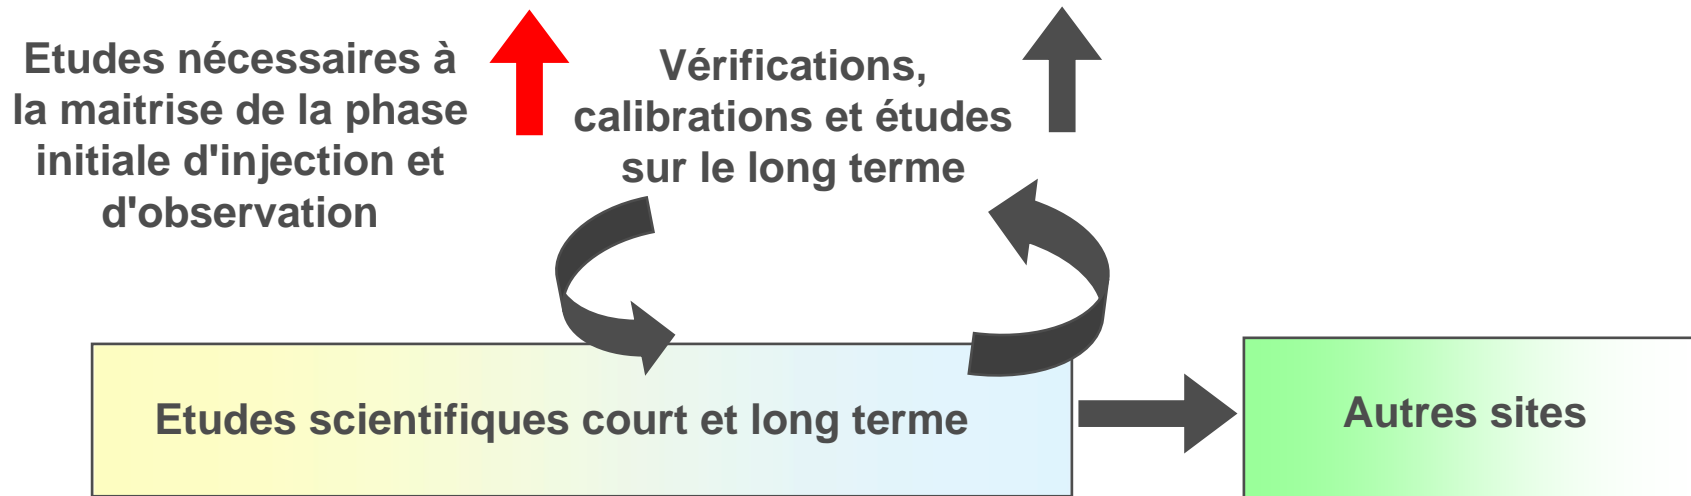 Etudes nécessaires à
la maitrise de la phase
initiale d'injection et
d'observation
Vérifications,
calibrations et études
sur le long terme
Etudes scientifiques court et long terme
Autres sites